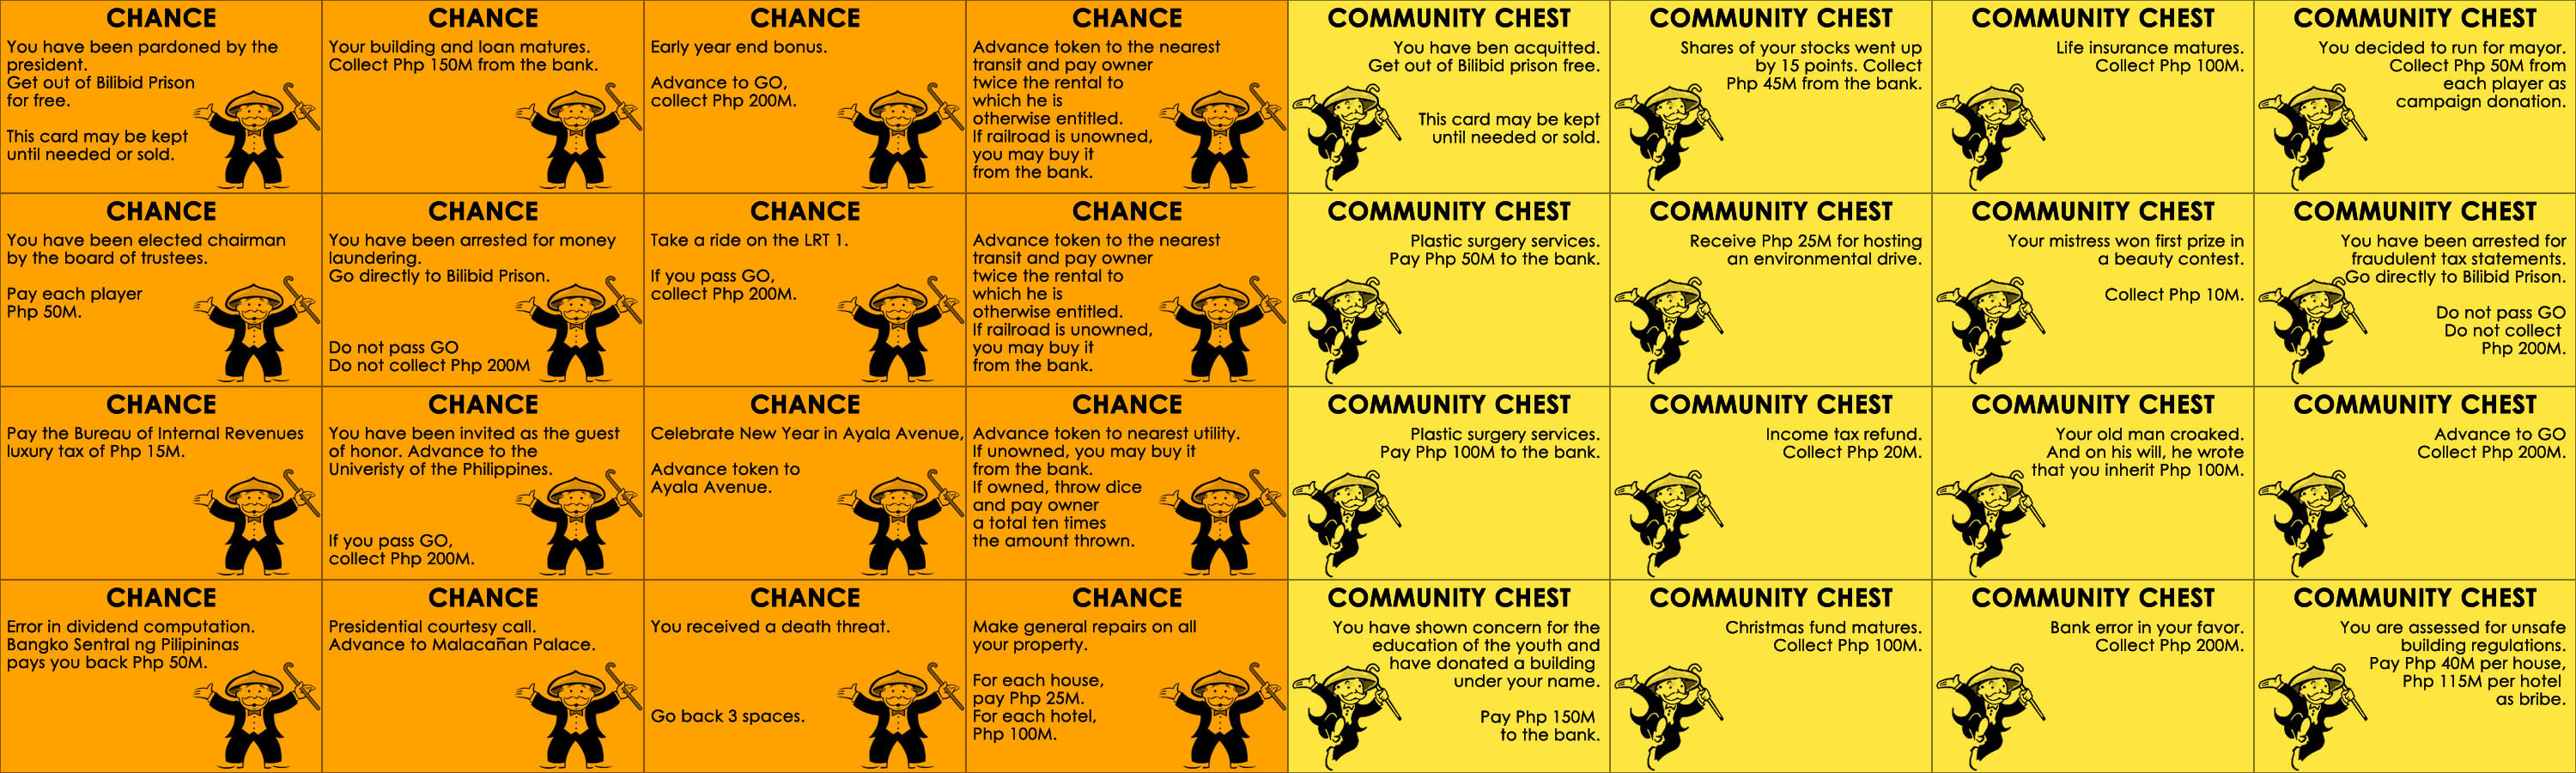 CHANCE
You have been pardoned by the
president.
Get out of Bilibid Prison
for free.
This card may be kept
until needed or sold.
CHANCE
Your building and loan matures.
Collect Php 150M from the bank.
CHANCE
Early year end bonus.
Advance to GO,
collect Php 200M.
CHANCE
Advance token to the nearest
transit and pay owner
twice the rental to
which he is
otherwise entitled.
If railroad is unowned,
you may buy it
from the bank.
COMMUNITY CHEST
You have ben acquitted.
Get out of Bilibid prison free.
This card may be kept
until needed or sold.
COMMUNITY CHEST
Shares of your stocks went up
by 15 points. Collect
Php 45M from the bank.
COMMUNITY CHEST
Life insurance matures.
Collect Php 100M.
COMMUNITY CHEST
You decided to run for mayor.
Collect Php 50M from
each player as
campaign donation.
CHANCE
You have been elected chairman
by the board of trustees.
Pay each player
Php 50M.
CHANCE
You have been arrested for money
laundering.
Go directly to Bilibid Prison.
Do not pass GO
Do not collect Php 200M
CHANCE
Take a ride on the LRT 1.
If you pass GO,
collect Php 200M.
CHANCE
Advance token to the nearest
transit and pay owner
twice the rental to
which he is
otherwise entitled.
If railroad is unowned,
you may buy it
from the bank.
COMMUNITY CHEST
Plastic surgery services.
Pay Php 50M to the bank.
COMMUNITY CHEST
Receive Php 25M for hosting
an environmental drive.
COMMUNITY CHEST
Your mistress won first prize in
a beauty contest.
Collect Php 10M.
COMMUNITY CHEST
You have been arrested for
fraudulent tax statements.
Go directly to Bilibid Prison.
Do not pass GO
Do not collect
Php 200M.
CHANCE
Pay the Bureau of Internal Revenues
luxury tax of Php 15M.
CHANCE
You have been invited as the guest
of honor. Advance to the
Univeristy of the Philippines.
If you pass GO,
collect Php 200M.
CHANCE
Celebrate New Year in Ayala Avenue,
Advance token to
Ayala Avenue.
CHANCE
Advance token to nearest utility.
If unowned, you may buy it
from the bank.
If owned, throw dice
and pay owner
a total ten times
the amount thrown.
COMMUNITY CHEST
Plastic surgery services.
Pay Php 100M to the bank.
COMMUNITY CHEST
Income tax refund.
Collect Php 20M.
COMMUNITY CHEST
Your old man croaked.
And on his will, he wrote
that you inherit Php 100M.
COMMUNITY CHEST
Advance to GO
Collect Php 200M.
CHANCE
Error in dividend computation.
Bangko Sentral ng Pilipininas
pays you back Php 50M.
CHANCE
Presidential courtesy call.
Advance to Malacañan Palace.
CHANCE
You received a death threat.
Go back 3 spaces.
CHANCE
Make general repairs on all
your property.
For each house,
pay Php 25M.
For each hotel,
Php 100M.
COMMUNITY CHEST
You have shown concern for the
education of the youth and
have donated a building
under your name.
Pay Php 150M
to the bank.
COMMUNITY CHEST
Christmas fund matures.
Collect Php 100M.
COMMUNITY CHEST
Bank error in your favor.
Collect Php 200M.
COMMUNITY CHEST
You are assessed for unsafe
building regulations.
Pay Php 40M per house,
Php 115M per hotel
as bribe.